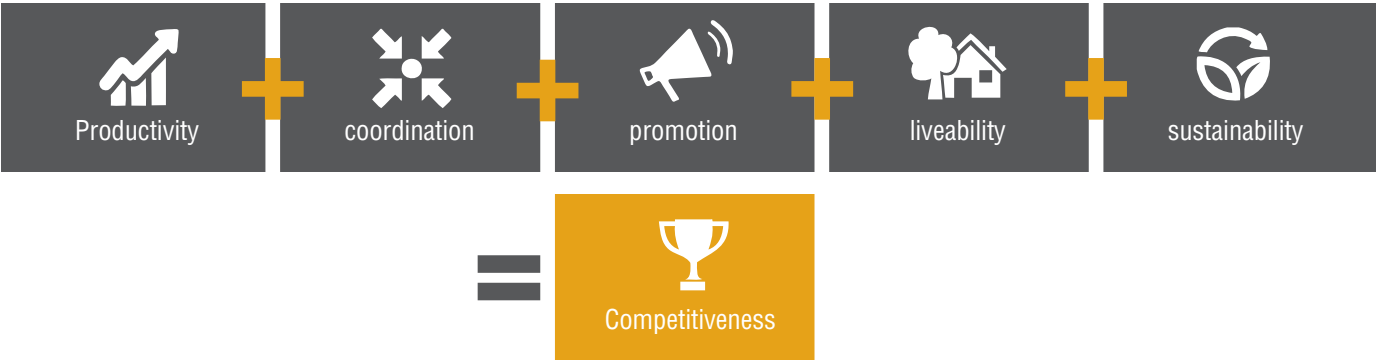 Productivity + coordination + promotion + liveability + sustainability
= Competitiveness